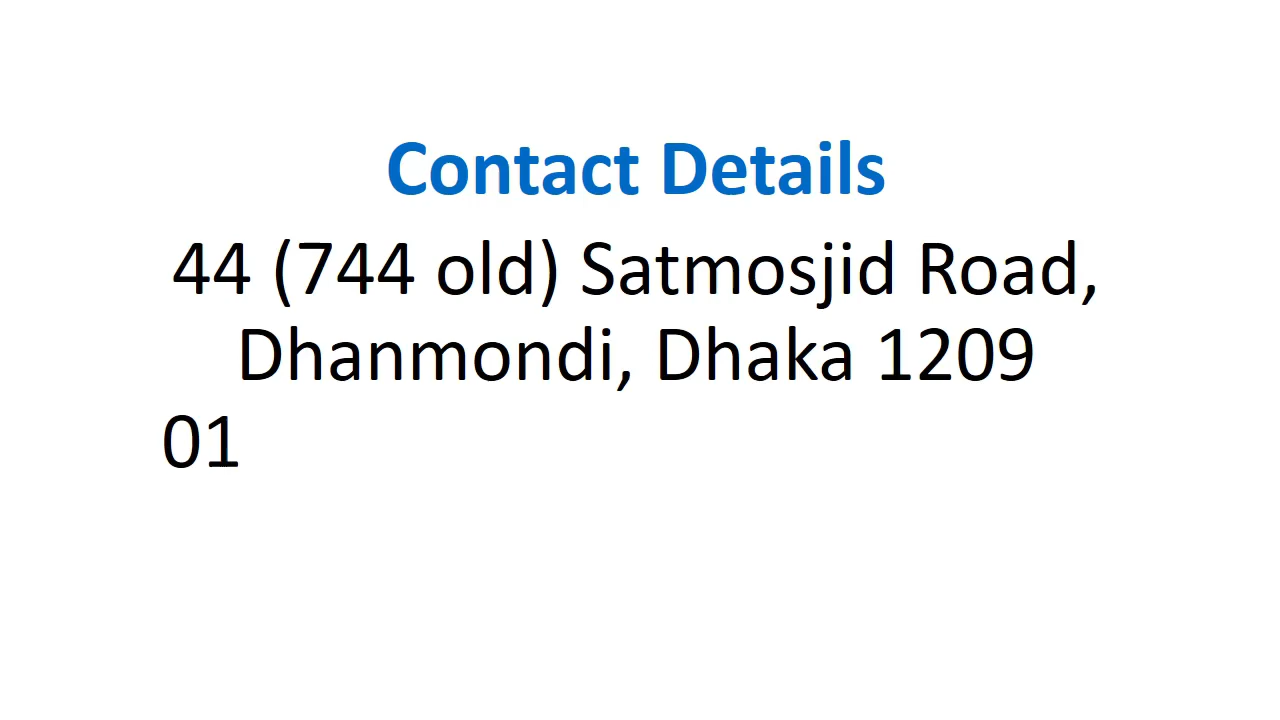 Contact Details
44 (744 old) Satmosjid Road,
Dhanmondi, Dhaka 1209
01